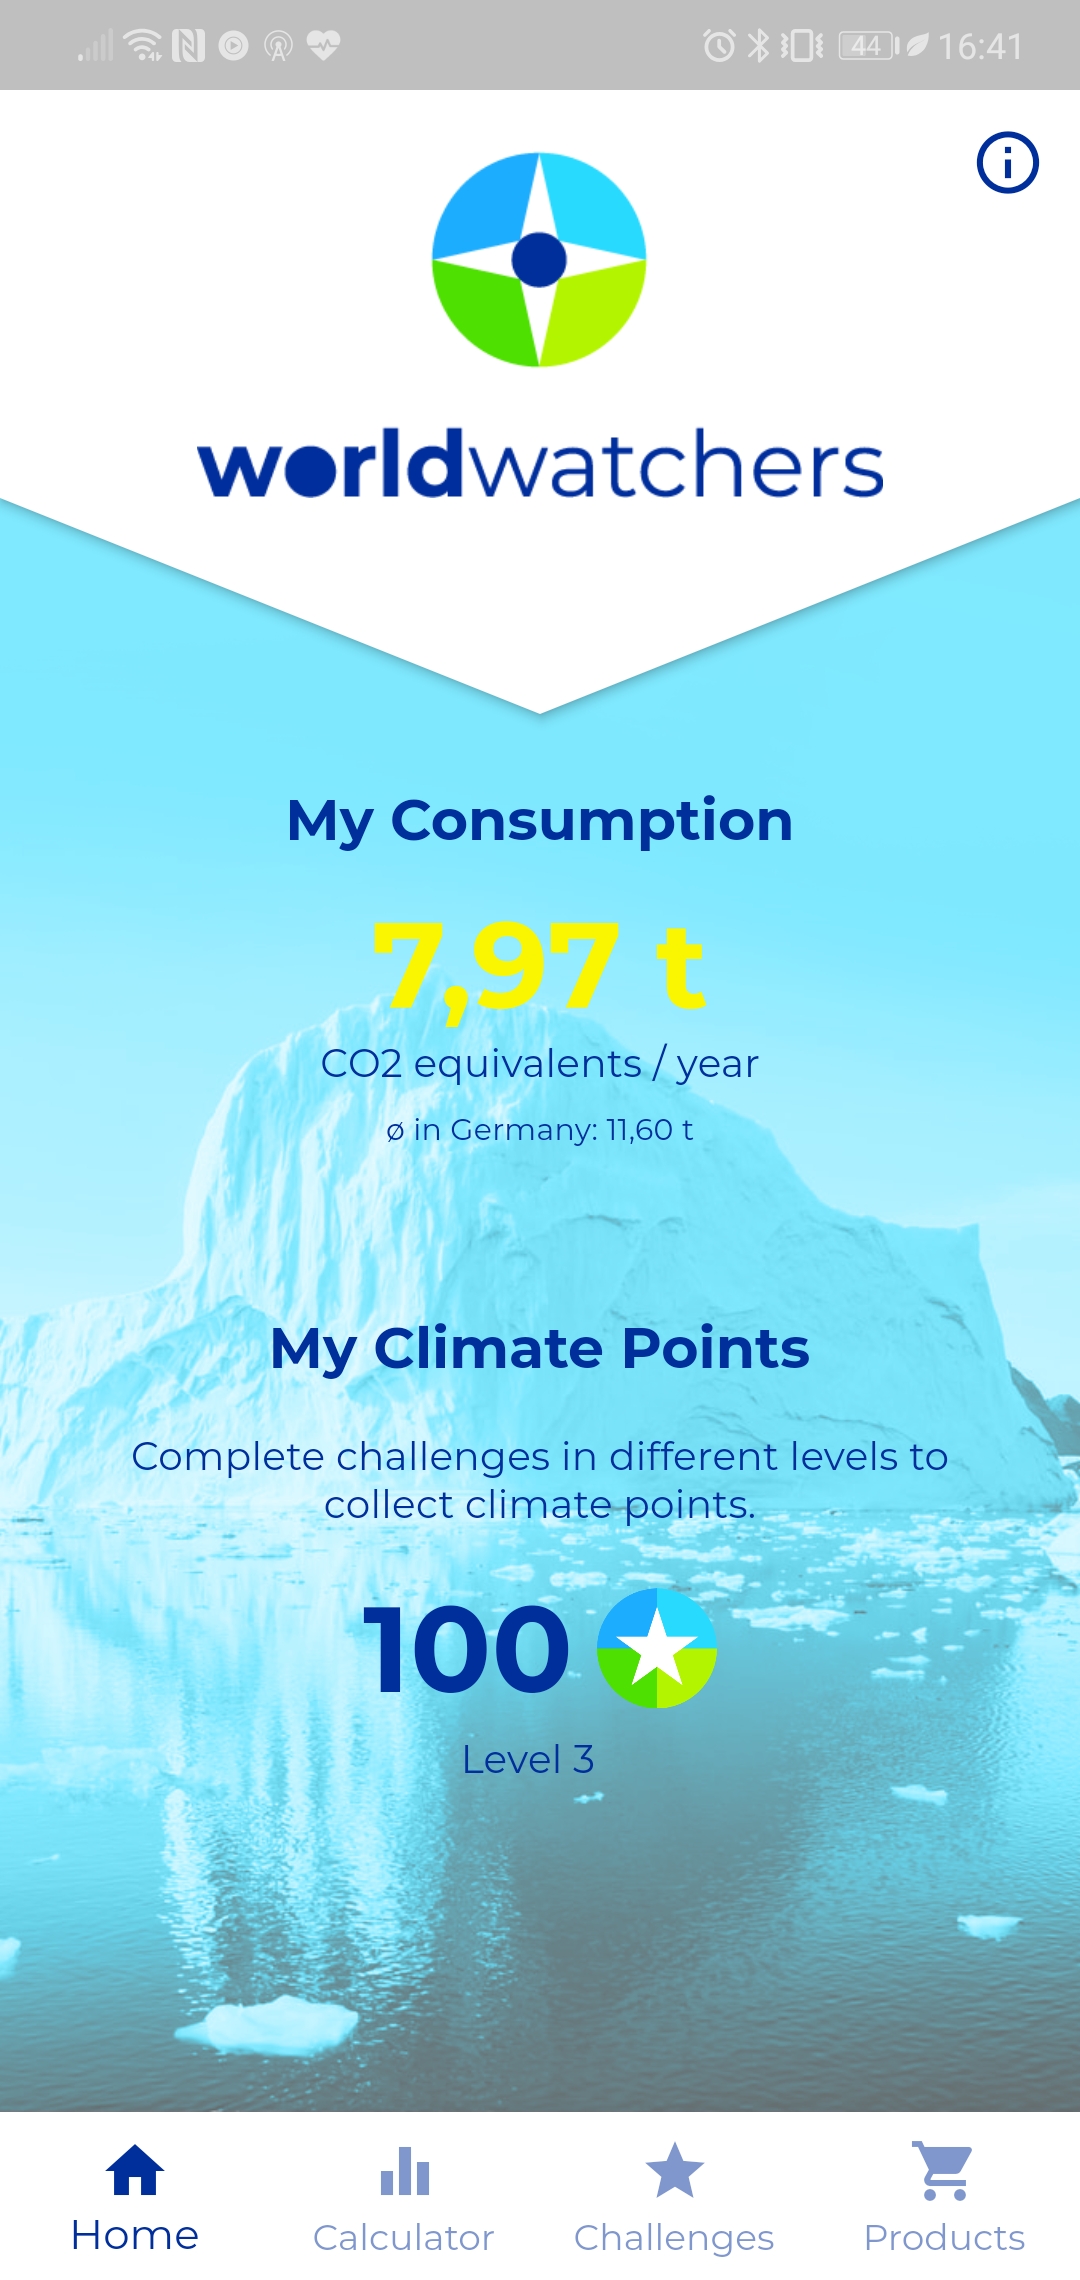 44 16:41
worldwatchers
My Consumption
7,97 t
CO2 equivalents / year
ø in Germany: 11,60 t
My Climate Points
Complete challenges in different levels to
collect climate points.
100
Level 3
Home Calculator Challenges Products